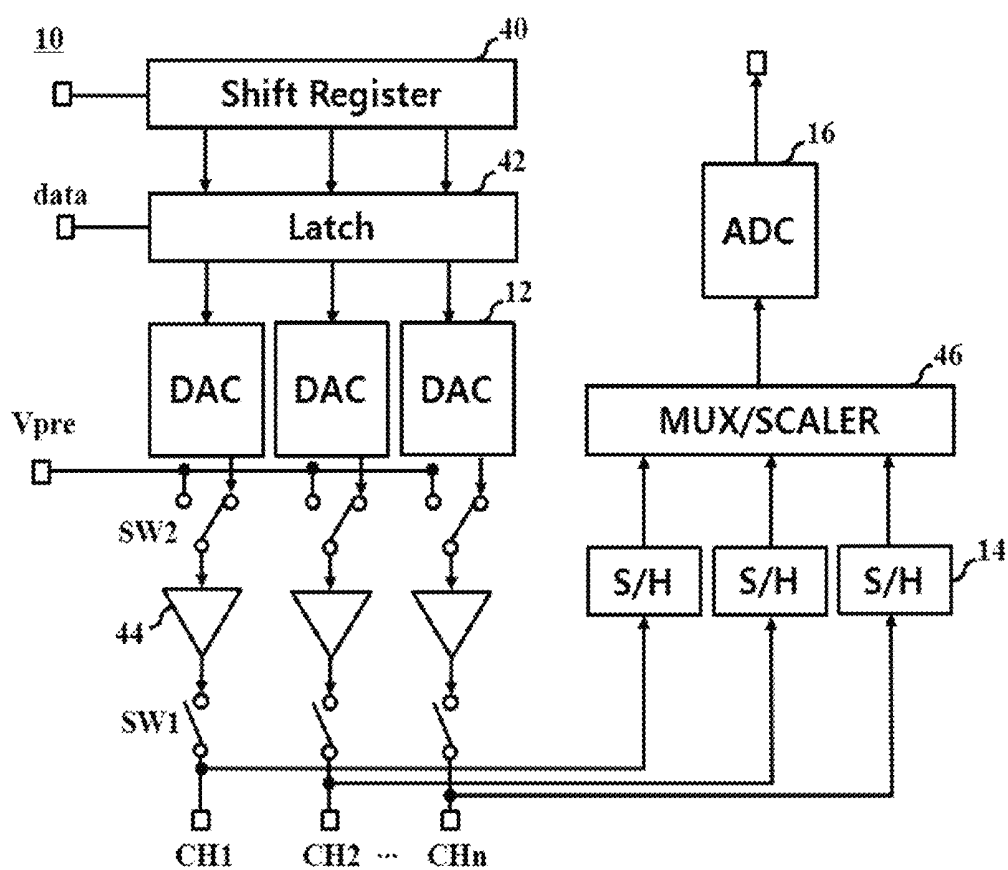 10
40
Shift Register
42
data
Latch
12
DAC
DAC
DAC
Vpre
SW2
44
SW1
CH1
CH2
...
CHn
16
ADC
46
MUX/SCALER
S/H
S/H
S/H
14